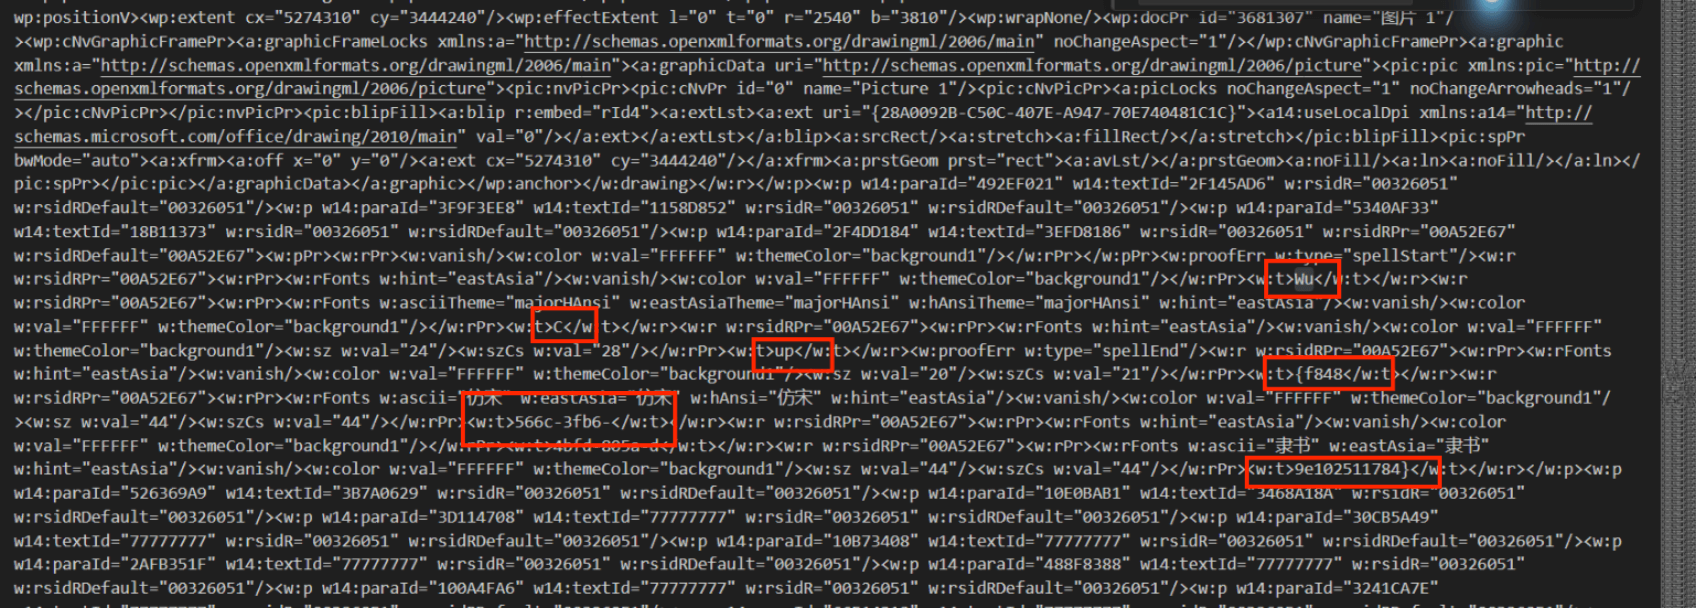 wp:positionV><wp:extent cx="5274310" cy="3444240"/><wp:effectExtent l="0" t="0" r="2540" b="3810"/><wp:wrapNone/><wp:docPr id="3681307" name="图片 1"/
><wp:cNvGraphicFramePr><a:graphicFrameLocks xmlns:a="http://schemas.openxmlformats.org/drawingml/2006/main" noChangeAspect="1"/></wp:cNvGraphicFramePr><a:graphic
xmlns:a="http://schemas.openxmlformats.org/drawingml/2006/main"><a:graphicData uri="http://schemas.openxmlformats.org/drawingml/2006/picture"><pic:pic xmlns:pic="http://
schemas.openxmlformats.org/drawingml/2006/picture"><pic:nvPicPr><pic:cNvPr id="0" name="Picture 1"/><pic:cNvPicPr><a:picLocks noChangeAspect="1" noChangeArrowheads="1"/
></pic:cNvPicPr></pic:nvPicPr><pic:blipFill><a:blip r:embed="rId4"><a:extLst><a:ext uri="{28A0092B-C50C-407E-A947-70E740481C1C}"><a14:useLocalDpi xmlns:a14="http://
schemas.microsoft.com/office/drawing/2010/main" val="0"/></a:ext></a:extLst></a:blip><a:srcRect/><a:stretch><a:fillRect/></a:stretch></pic:blipFill><pic:spPr
bwMode="auto"><a:xfrm><a:off x="0" y="0"/><a:ext cx="5274310" cy="3444240"/></a:xfrm><a:prstGeom prst="rect"><a:avLst/></a:prstGeom><a:noFill/><a:ln><a:noFill/></a:ln></
pic:spPr></pic:pic></a:graphicData></a:graphic></wp:anchor></w:drawing></w:r></w:p><w:p w14:paraId="492EF021" w14:textId="2F145AD6" w:rsidR="00326051"
w:rsidRDefault="00326051"/><w:p w14:paraId="3F9F3EE8" w14:textId="1158D852" w:rsidR="00326051" w:rsidRDefault="00326051"/><w:p w14:paraId="5340AF33"
w14:textId="18B11373" w:rsidR="00326051" w:rsidRDefault="00326051"/><w:p w14:paraId="2F4DD184" w14:textId="3EFD8186" w:rsidR="00326051" w:rsidRPr="00A52E67"
w:rsidRDefault="00A52E67"><w:pPr><w:rPr><w:vanish/><w:color w:val="FFFFFF" w:themeColor="background1"/></w:rPr></w:pPr><w:proofErr w:type="spellStart"/><w:r
w:rsidRPr="00A52E67"><w:rPr><w:rFonts w:hint="eastAsia"/><w:vanish/><w:color w:val="FFFFFF" w:themeColor="background1"/></w:rPr><w:t>Wu</w:t></w:r><w:r
w:rsidRPr="00A52E67"><w:rPr><w:rFonts w:asciiTheme="majorHAnsi" w:eastAsiaTheme="majorHAnsi" w:hAnsiTheme="majorHAnsi" w:hint="eastAsia"/><w:vanish/><w:color
w:val="FFFFFF" w:themeColor="background1"/></w:rPr><w:t>C</w:t></w:r><w:r w:rsidRPr="00A52E67"><w:rPr><w:rFonts w:hint="eastAsia"/><w:vanish/><w:color w:val="FFFFFF"
w:themeColor="background1"/><w:sz w:val="24"/><w:szCs w:val="28"/></w:rPr><w:t>up</w:t></w:r><w:proofErr w:type="spellEnd"/><w:r w:rsidRPr="00A52E67"><w:rPr><w:rFonts
w:hint="eastAsia"/><w:vanish/><w:color w:val="FFFFFF" w:themeColor="background1"/><w:sz w:val="20"/><w:szCs w:val="21"/></w:rPr><w:t>{f848</w:t></w:r><w:r
w:rsidRPr="00A52E67"><w:rPr><w:rFonts w:ascii="仿宋" w:eastAsia="仿宋" w:hAnsi="仿宋" w:hint="eastAsia"/><w:vanish/><w:color w:val="FFFFFF" w:themeColor="background1"/
><w:sz w:val="44"/><w:szCs w:val="44"/></w:rPr><w:t>566c-3fb6-</w:t></w:r><w:r w:rsidRPr="00A52E67"><w:rPr><w:rFonts w:hint="eastAsia"/><w:vanish/><w:color
w:val="FFFFFF" w:themeColor="background1"/></w:rPr><w:t>4bfd-805a-d</w:t></w:r><w:r w:rsidRPr="00A52E67"><w:rPr><w:rFonts w:ascii="隶书" w:eastAsia="隶书"
w:hint="eastAsia"/><w:vanish/><w:color w:val="FFFFFF" w:themeColor="background1"/><w:sz w:val="44"/><w:szCs w:val="44"/></w:rPr><w:t>9e102511784}</w:t></w:r></w:p><w:p
w14:paraId="526369A9" w14:textId="3B7A0629" w:rsidR="00326051" w:rsidRDefault="00326051"/><w:p w14:paraId="10E0BAB1" w14:textId="3468A18A" w:rsidR="00326051"
w:rsidRDefault="00326051"/><w:p w14:paraId="3D114708" w14:textId="77777777" w:rsidR="00326051" w:rsidRDefault="00326051"/><w:p w14:paraId="30CB5A49"
w14:textId="77777777" w:rsidR="00326051" w:rsidRDefault="00326051"/><w:p w14:paraId="10B73408" w14:textId="77777777" w:rsidR="00326051" w:rsidRDefault="00326051"/><w:p
w14:paraId="2AFB351F" w14:textId="77777777" w:rsidR="00326051" w:rsidRDefault="00326051"/><w:p w14:paraId="488F8388" w14:textId="77777777" w:rsidR="00326051"
w:rsidRDefault="00326051"/><w:p w14:paraId="100A4FA6" w14:textId="77777777" w:rsidR="00326051" w:rsidRDefault="00326051"/><w:p w14:paraId="3241CA7E"